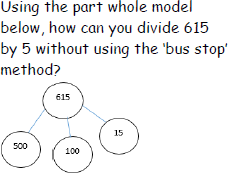 Using the part whole model
below, how can you divide 615
by 5 without using the ‘bus stop’
method?
615
500
100
15